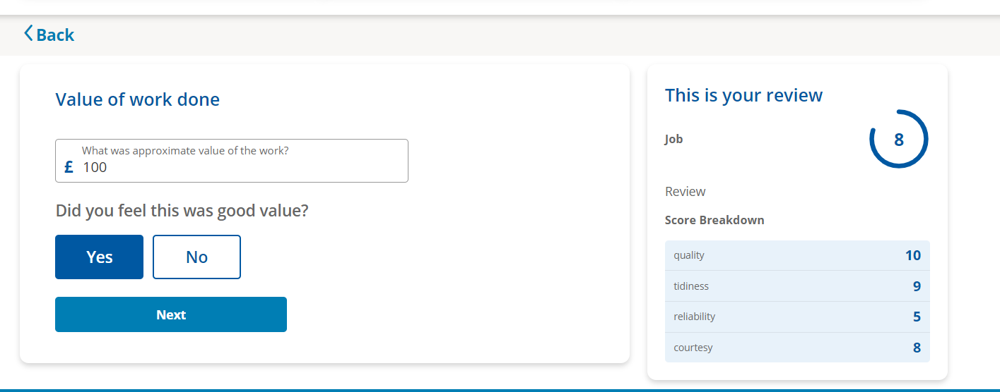 Back
Value of work done
What was approximate value of the work?
£ 100
Did you feel this was good value?
Yes No
Next
This is your review
Job 8
Review
Score Breakdown
quality 10
tidiness 9
reliability 5
courtesy 8